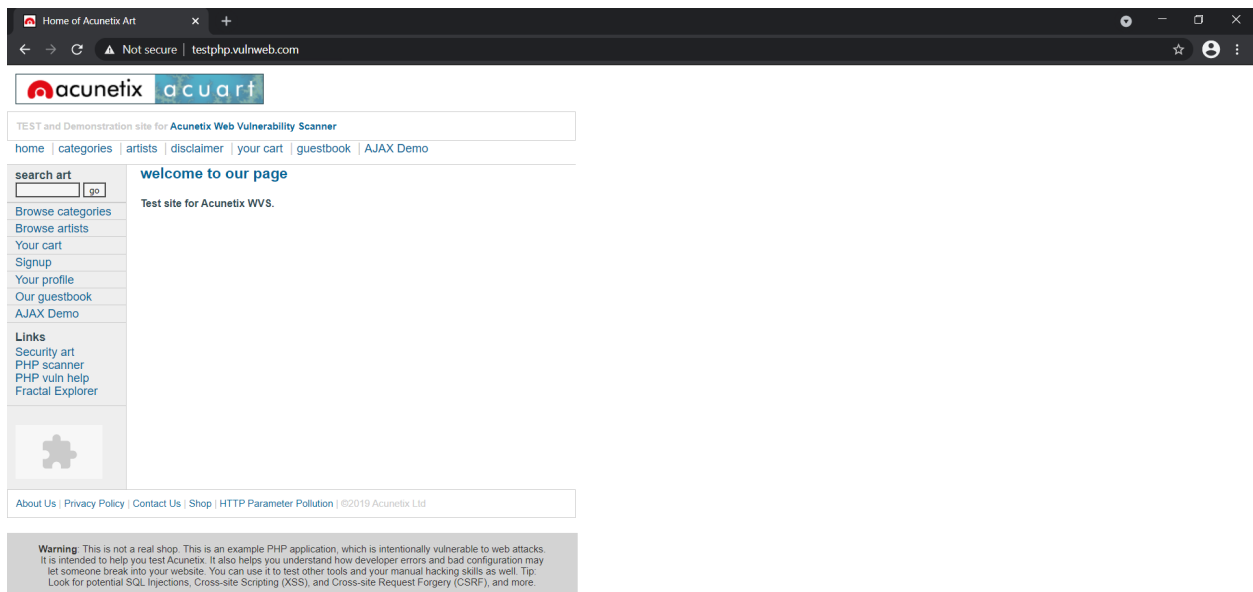 Home of Acunetix Art
Not secure | testphp.vulnweb.com
acunetix acuart
TEST and Demonstration site for Acunetix Web Vulnerability Scanner
home | categories | artists | disclaimer | your cart | guestbook | AJAX Demo
search art
go
Browse categories
Browse artists
Your cart
Signup
Your profile
Our guestbook
AJAX Demo
Links
Security art
PHP scanner
PHP vuln help
Fractal Explorer
welcome to our page
Test site for Acunetix WVS.
About Us | Privacy Policy | Contact Us | Shop | HTTP Parameter Pollution | ©2019 Acunetix Ltd
Warning: This is not a real shop. This is an example PHP application, which is intentionally vulnerable to web attacks.
It is intended to help you test Acunetix. It also helps you understand how developer errors and bad configuration may
let someone break into your website. You can use it to test other tools and your manual hacking skills as well. Tip:
Look for potential SQL Injections, Cross-site Scripting (XSS), and Cross-site Request Forgery (CSRF), and more.